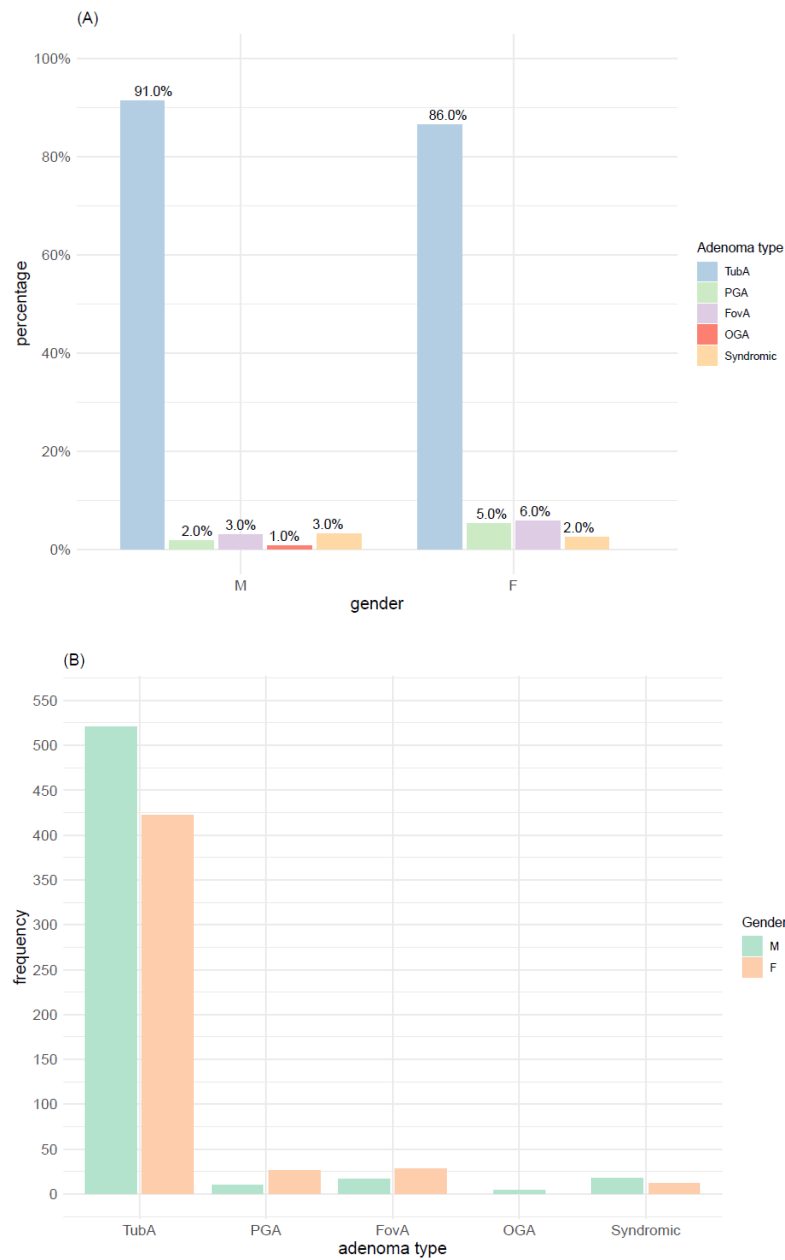 (A)
100%
80%
60%
40%
20%
0%
percentage
91.0%
2.0%
3.0%
1.0%
3.0%
86.0%
5.0%
6.0%
2.0%
M
F
gender
Adenoma type
TubA
PGA
FovA
OGA
Syndromic
(B)
550
500
450
400
350
300
250
200
150
100
50
0
frequency
TubA
PGA
FovA
OGA
Syndromic
adenoma type
Gender
M
F